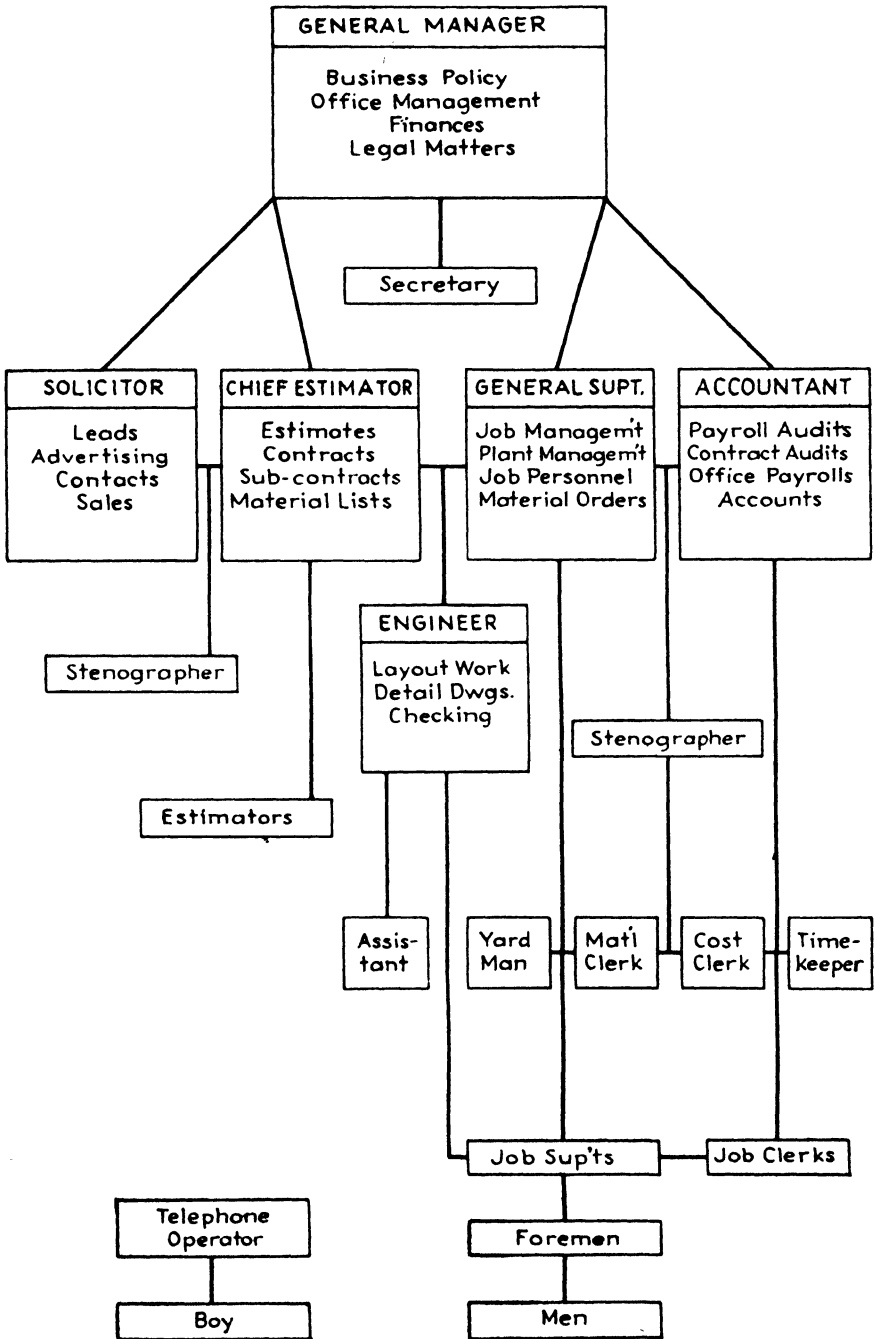 GENERAL MANAGER
Business Policy
Office Management
Finances
Legal Matters
Secretary
SOLICITOR
Leads
Advertising
Contacts
Sales
CHIEF ESTIMATOR
Estimates
Contracts
Sub-contracts
Material Lists
GENERAL SUPT.
Job Managem't
Plant Managem't
Job Personnel
Material Orders
ACCOUNTANT
Payroll Audits
Contract Audits
Office Payrolls
Accounts
ENGINEER
Layout Work
Detail Dwgs.
Checking
Stenographer
Stenographer
Estimators
Assis-
tant
Yard
Man
Mat'l
Clerk
Cost
Clerk
Time-
keeper
Job Sup'ts
Job Clerks
Telephone
Operator
Foremen
Boy
Men